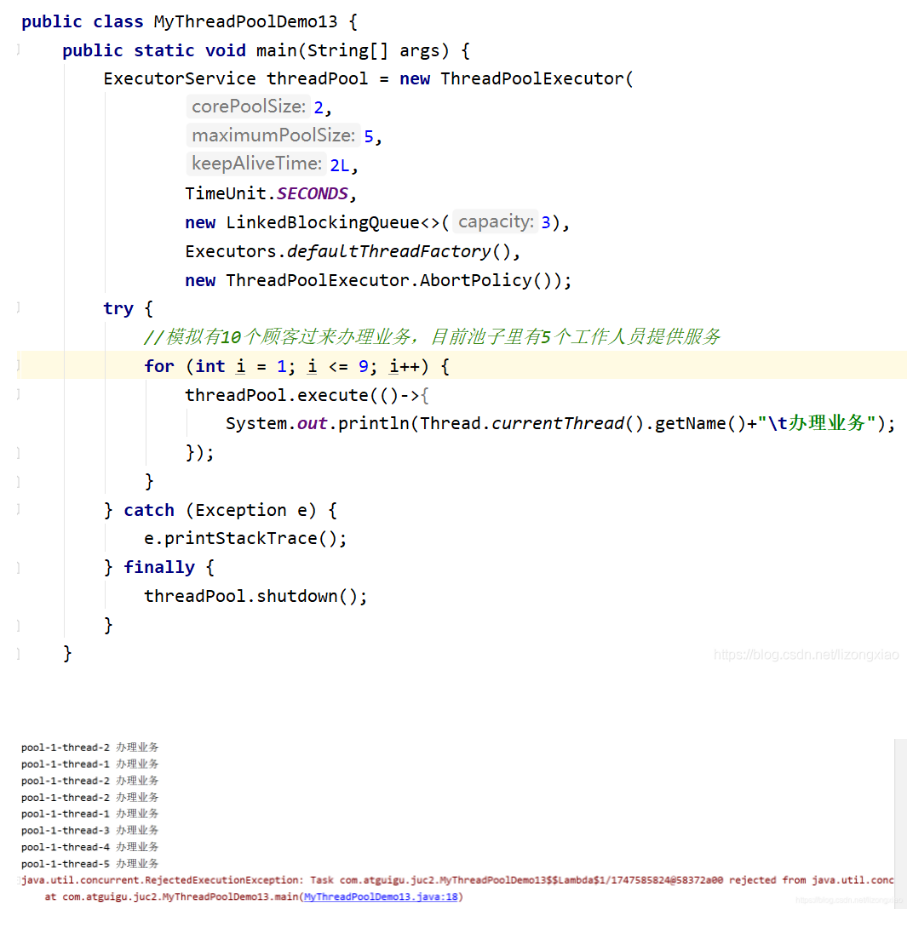 public class MyThreadPoolDemo13 {
public static void main(String[] args) {
ExecutorService threadPool = new ThreadPoolExecutor(
corePoolSize: 2,
maximumPoolSize: 5,
keepAliveTime: 2L,
TimeUnit.SECONDS,
new LinkedBlockingQueue<>( capacity: 3),
Executors.defaultThreadFactory(),
new ThreadPoolExecutor.AbortPolicy());
try {
//模拟有10个顾客过来办理业务，目前池子里有5个工作人员提供服务
for (int i = 1; i <= 9; i++) {
threadPool.execute(()->{
System.out.println(Thread.currentThread().getName()+"\t办理业务");
});
}
} catch (Exception e) {
e.printStackTrace();
} finally {
threadPool.shutdown();
}
}
https://blog.csdn.net/lizongxiao
pool-1-thread-2 办理业务
pool-1-thread-1 办理业务
pool-1-thread-2 办理业务
pool-1-thread-2 办理业务
pool-1-thread-1 办理业务
pool-1-thread-3 办理业务
pool-1-thread-4 办理业务
pool-1-thread-5 办理业务
java.util.concurrent.RejectedExecutionException: Task com.atguigu.juc2.MyThreadPoolDemo13$$Lambda$1/1747585824@58372a00 rejected from java.util.conc
at com.atguigu.juc2.MyThreadPoolDemo13.main(MyThreadPoolDemo13.java:18)